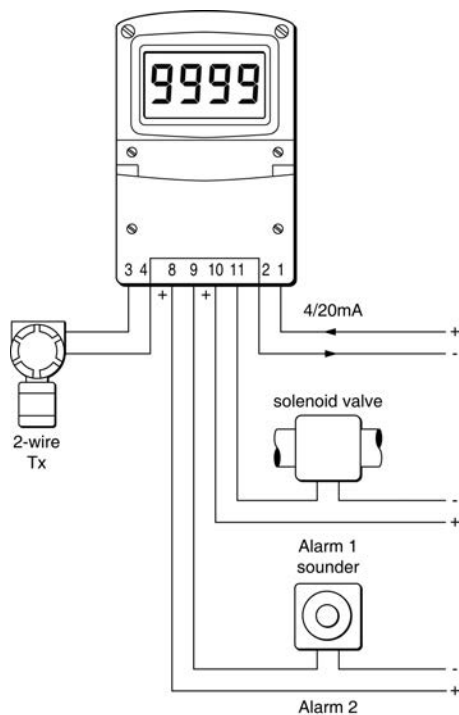 9999
3 4 8 9 10 11 2 1
+ +
4/20mA
+
-
2-wire
Tx
solenoid valve
-
+
Alarm 1
sounder
-
+
Alarm 2